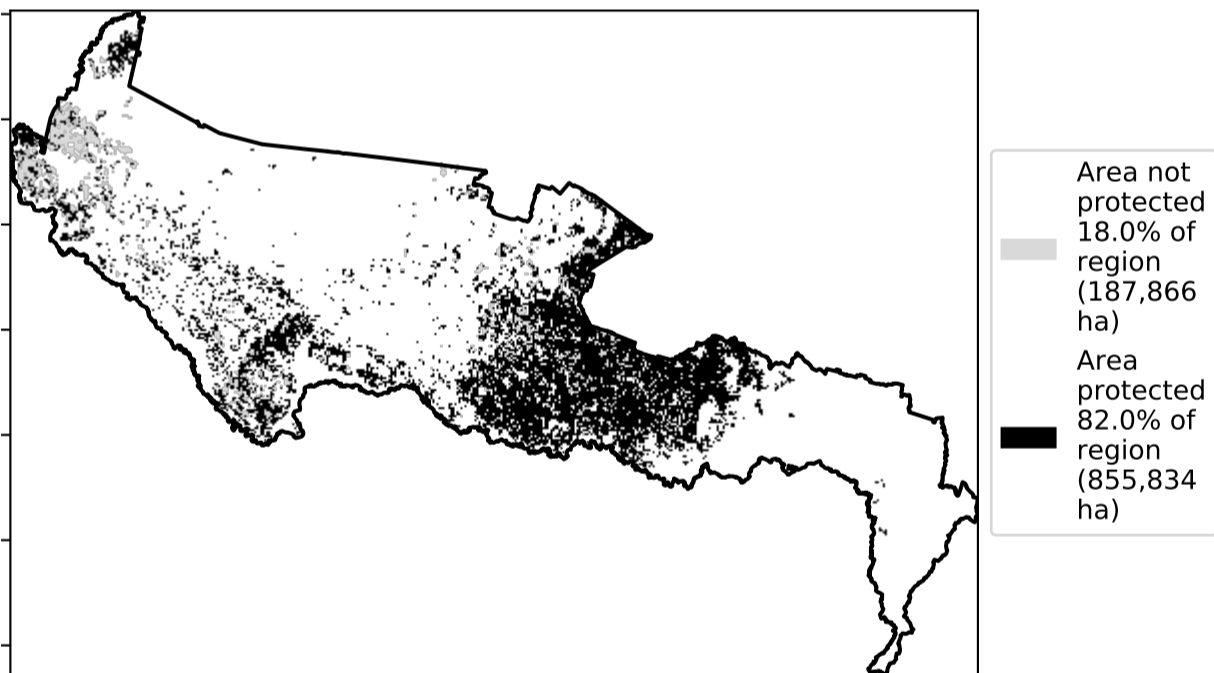 Area not
protected
18.0% of
region
(187,866
ha)
Area
protected
82.0% of
region
(855,834
ha)